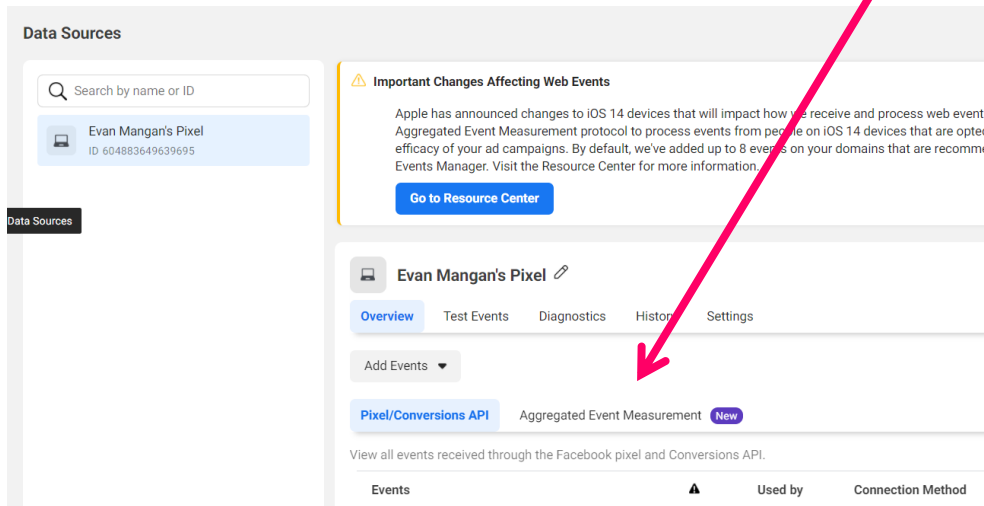 Data Sources
Search by name or ID
Evan Mangan's Pixel
ID 604883649639695
Data Sources
Important Changes Affecting Web Events
Apple has announced changes to iOS 14 devices that will impact how we receive and process web event
Aggregated Event Measurement protocol to process events from people on iOS 14 devices that are opte
efficacy of your ad campaigns. By default, we've added up to 8 events on your domains that are recomme
Events Manager. Visit the Resource Center for more information.
Go to Resource Center
Evan Mangan's Pixel
Overview Test Events Diagnostics History Settings
Add Events
Pixel/Conversions API Aggregated Event Measurement New
View all events received through the Facebook pixel and Conversions API.
Events Used by Connection Method